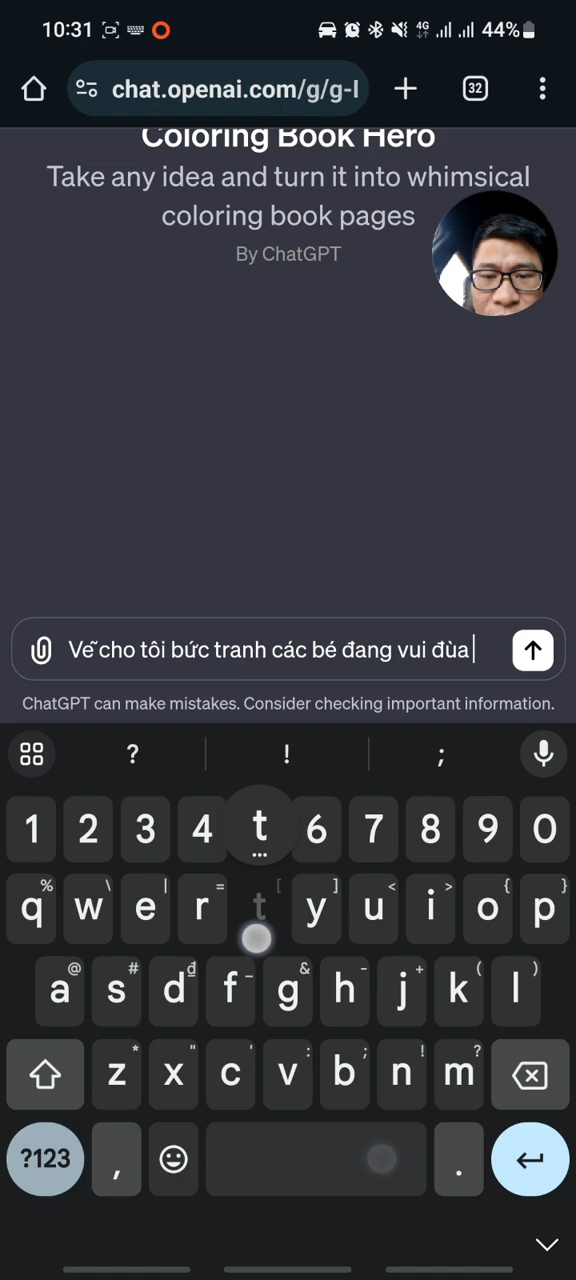 10:31 4G 44%
chat.openai.com/g/g-l 32
Coloring Book Hero
Take any idea and turn it into whimsical
coloring book pages
By ChatGPT
Vẽ cho tôi bức tranh các bé đang vui đùa
ChatGPT can make mistakes. Consider checking important information.
? ! ;
1 2 3 4 t 6 7 8 9 0
...
% \ | = [ ] < > { }
q w e r t y u i o p
@ # đ _ & - + ( )
a s d f g h j k l
* " ' : ; ! ?
z x c v b n m
?123 , .